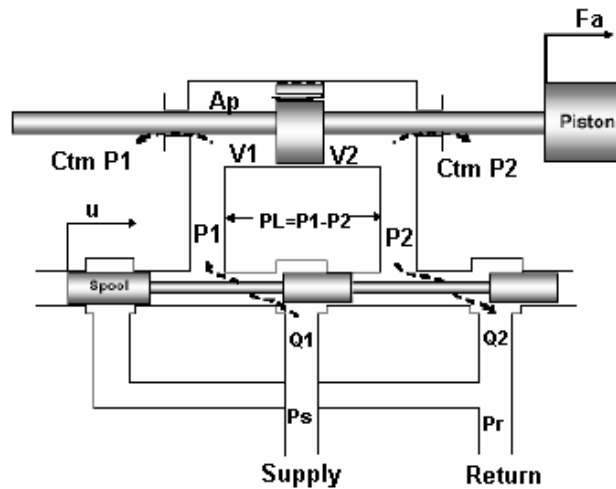 Fa
Ap
Piston
Ctm P1
V1
V2
Ctm P2
u
P1
PL=P1-P2
P2
Spool
Q1
Q2
Ps
Pr
Supply
Return